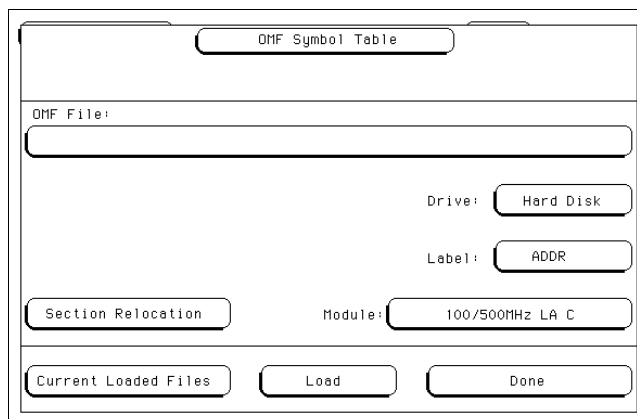 OMF Symbol Table
OMF File:
Drive: Hard Disk
Label: ADDR
Section Relocation Module: 100/500MHz LA C
Current Loaded Files Load Done